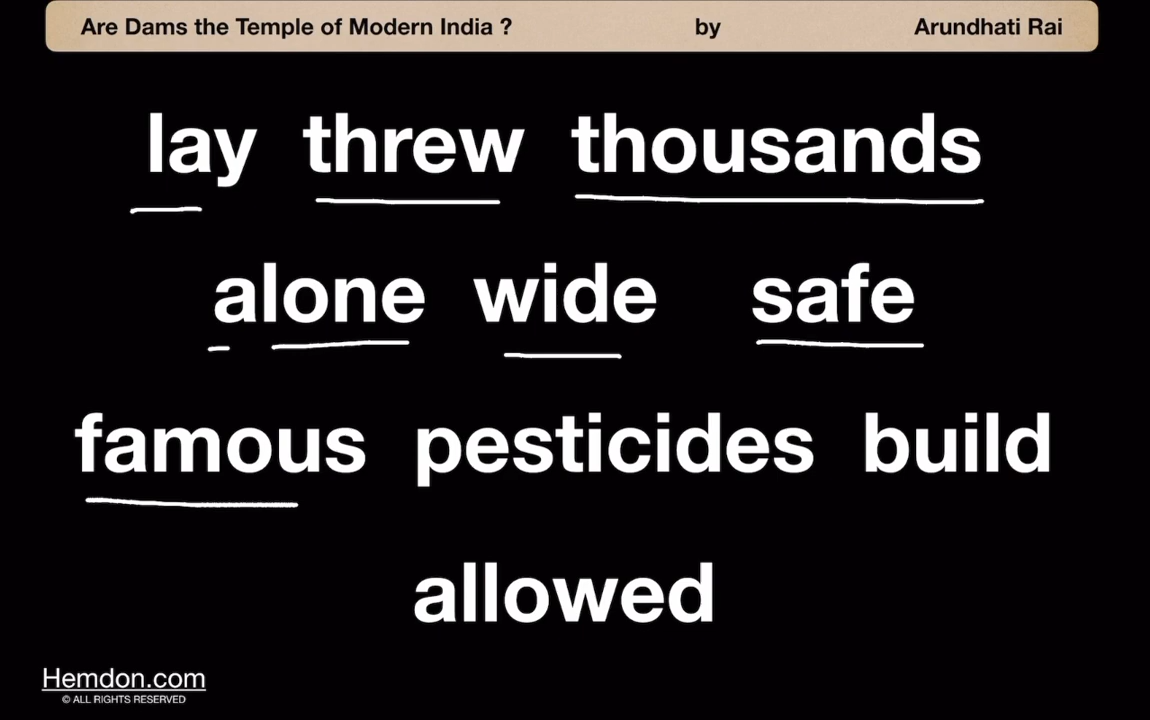 Are Dams the Temple of Modern India ? by Arundhati Rai
lay threw thousands
alone wide safe
famous pesticides build
allowed
Hemdon.com
© ALL RIGHTS RESERVED